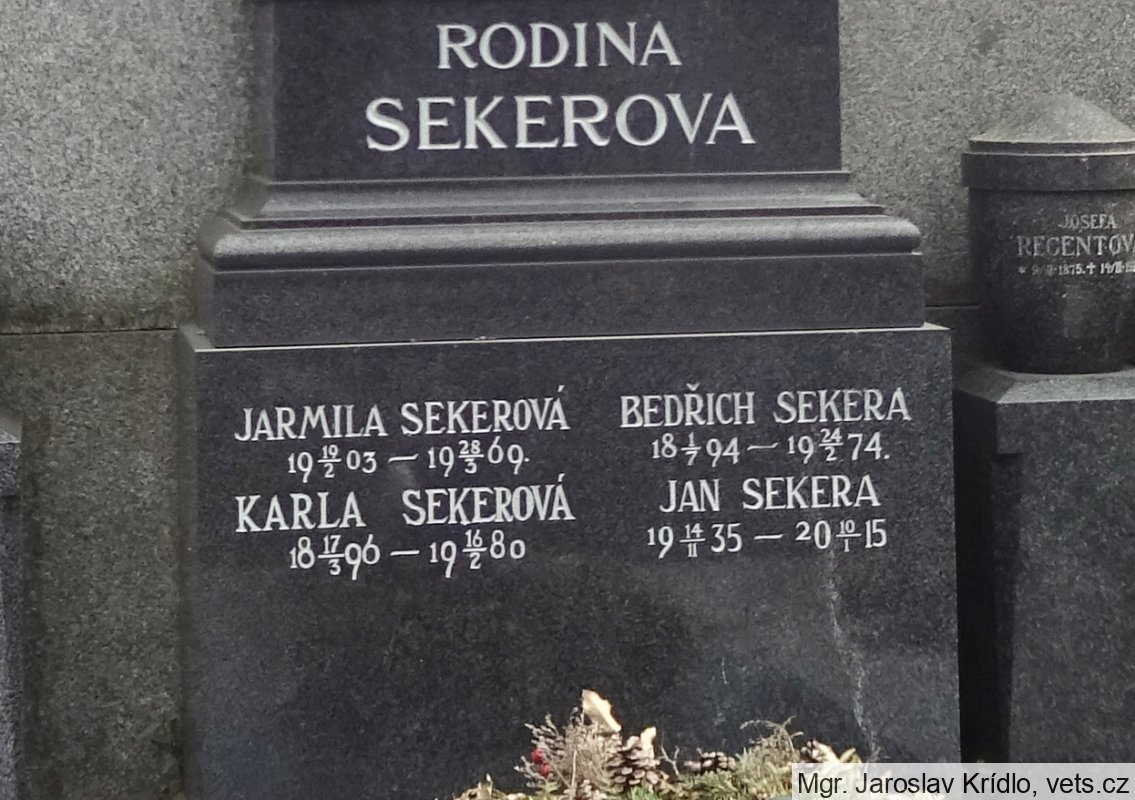 RODINA
SEKEROVA
JARMILA SEKEROVÁ
19 19/2 03 – 19 28/3 69.
KARLA SEKEROVÁ
18 17/3 96 – 19 16/2 80
BEDŘICH SEKERA
18 1/7 94 – 19 24/2 74.
JAN SEKERA
19 14/11 35 – 20 10/1 15
JOSEFA
REGENTOV
Mgr. Jaroslav Krídlo, vets.cz